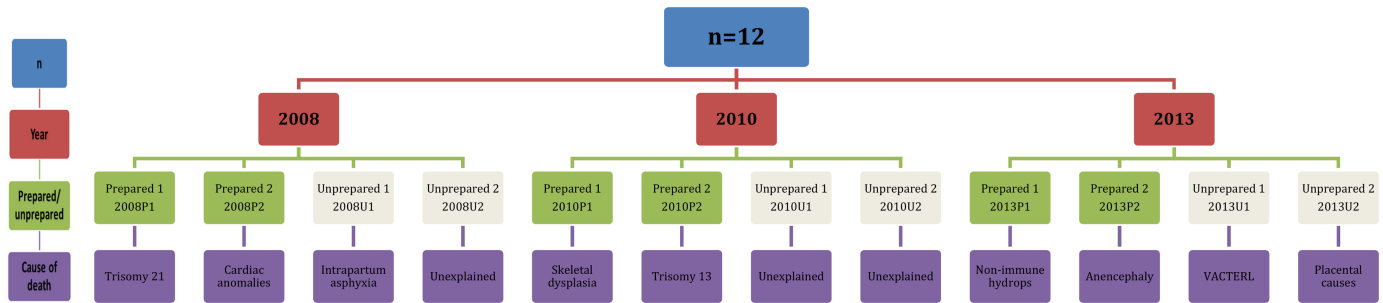 n=12
n
Year
2008
2010
2013
Prepared/
unprepared
Prepared 1
2008P1
Prepared 2
2008P2
Unprepared 1
2008U1
Unprepared 2
2008U2
Prepared 1
2010P1
Prepared 2
2010P2
Unprepared 1
2010U1
Unprepared 2
2010U2
Prepared 1
2013P1
Prepared 2
2013P2
Unprepared 1
2013U1
Unprepared 2
2013U2
Cause of
death
Trisomy 21
Cardiac
anomalies
Intrapartum
asphyxia
Unexplained
Skeletal
dysplasia
Trisomy 13
Unexplained
Unexplained
Non-immune
hydrops
Anencephaly
VACTERL
Placental
causes